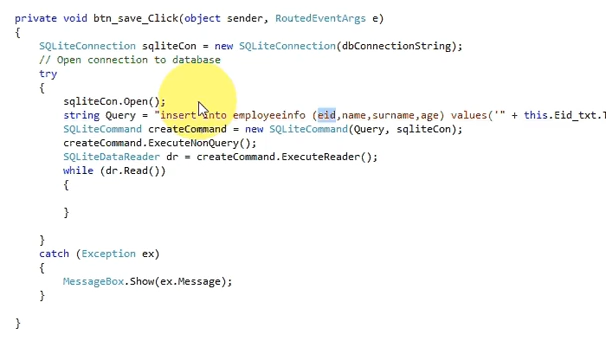 private void btn_save_Click(object sender, RoutedEventArgs e)
{
SQLiteConnection sqliteCon = new SQLiteConnection(dbConnectionString);
// Open connection to database
try
{
sqliteCon.Open();
string Query = "insert into employeeinfo (eid,name,surname,age) values('" + this.Eid_txt.T
SQLiteCommand createCommand = new SQLiteCommand(Query, sqliteCon);
createCommand.ExecuteNonQuery();
SQLiteDataReader dr = createCommand.ExecuteReader();
while (dr.Read())
{
}
}
catch (Exception ex)
{
MessageBox.Show(ex.Message);
}
}